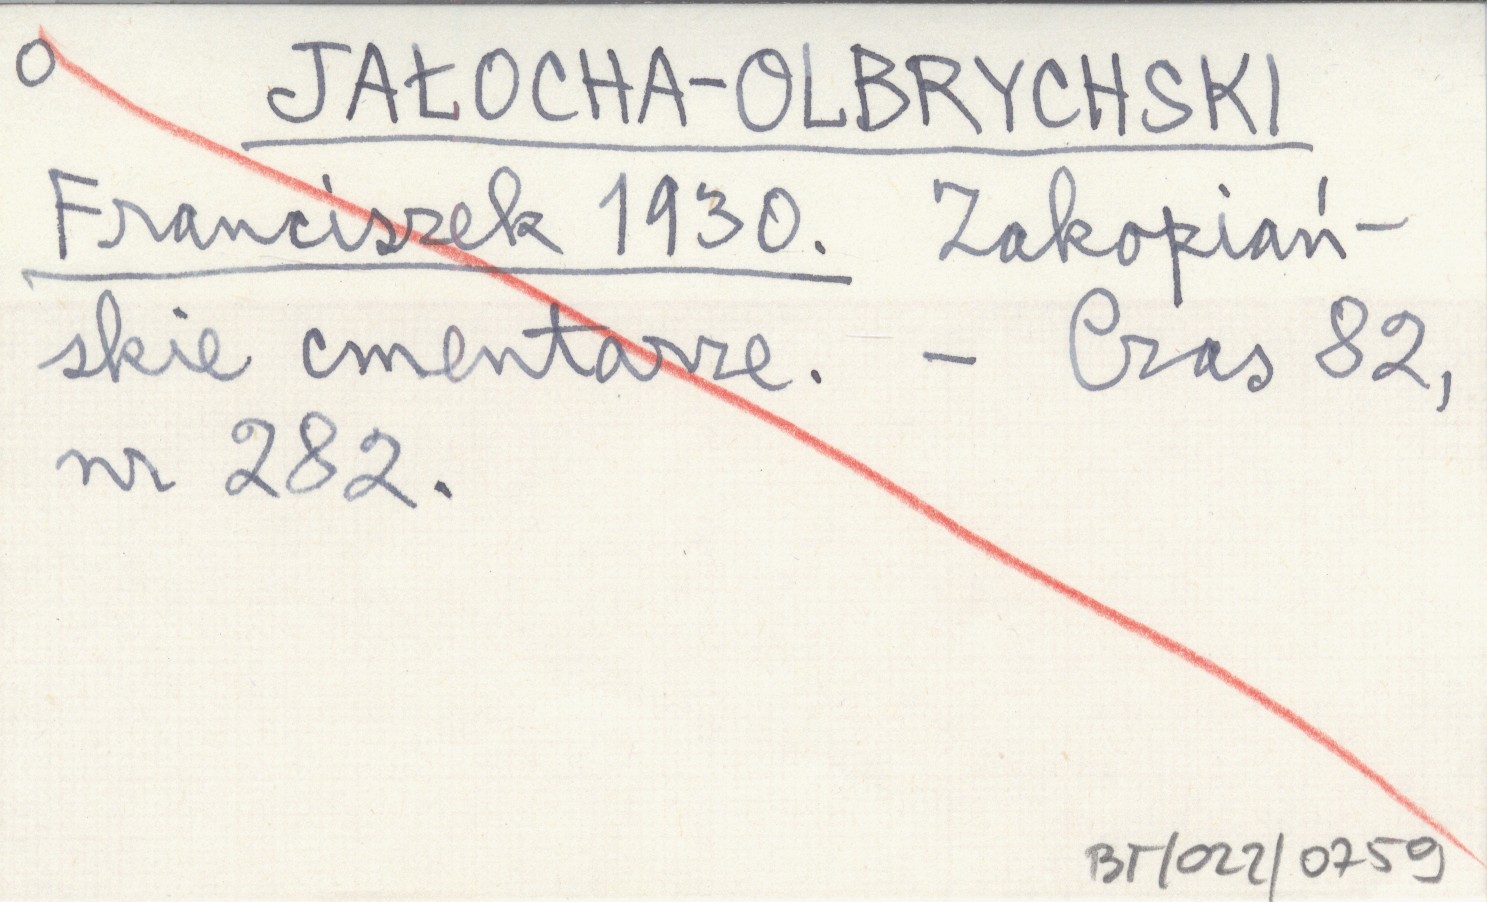 O
JAŁOCHA-OLBRYCHSKI
Franciszek 1930. Zakopiań-
skie cmentarze. - Czas 82,
nr 282.
BT/022/0759